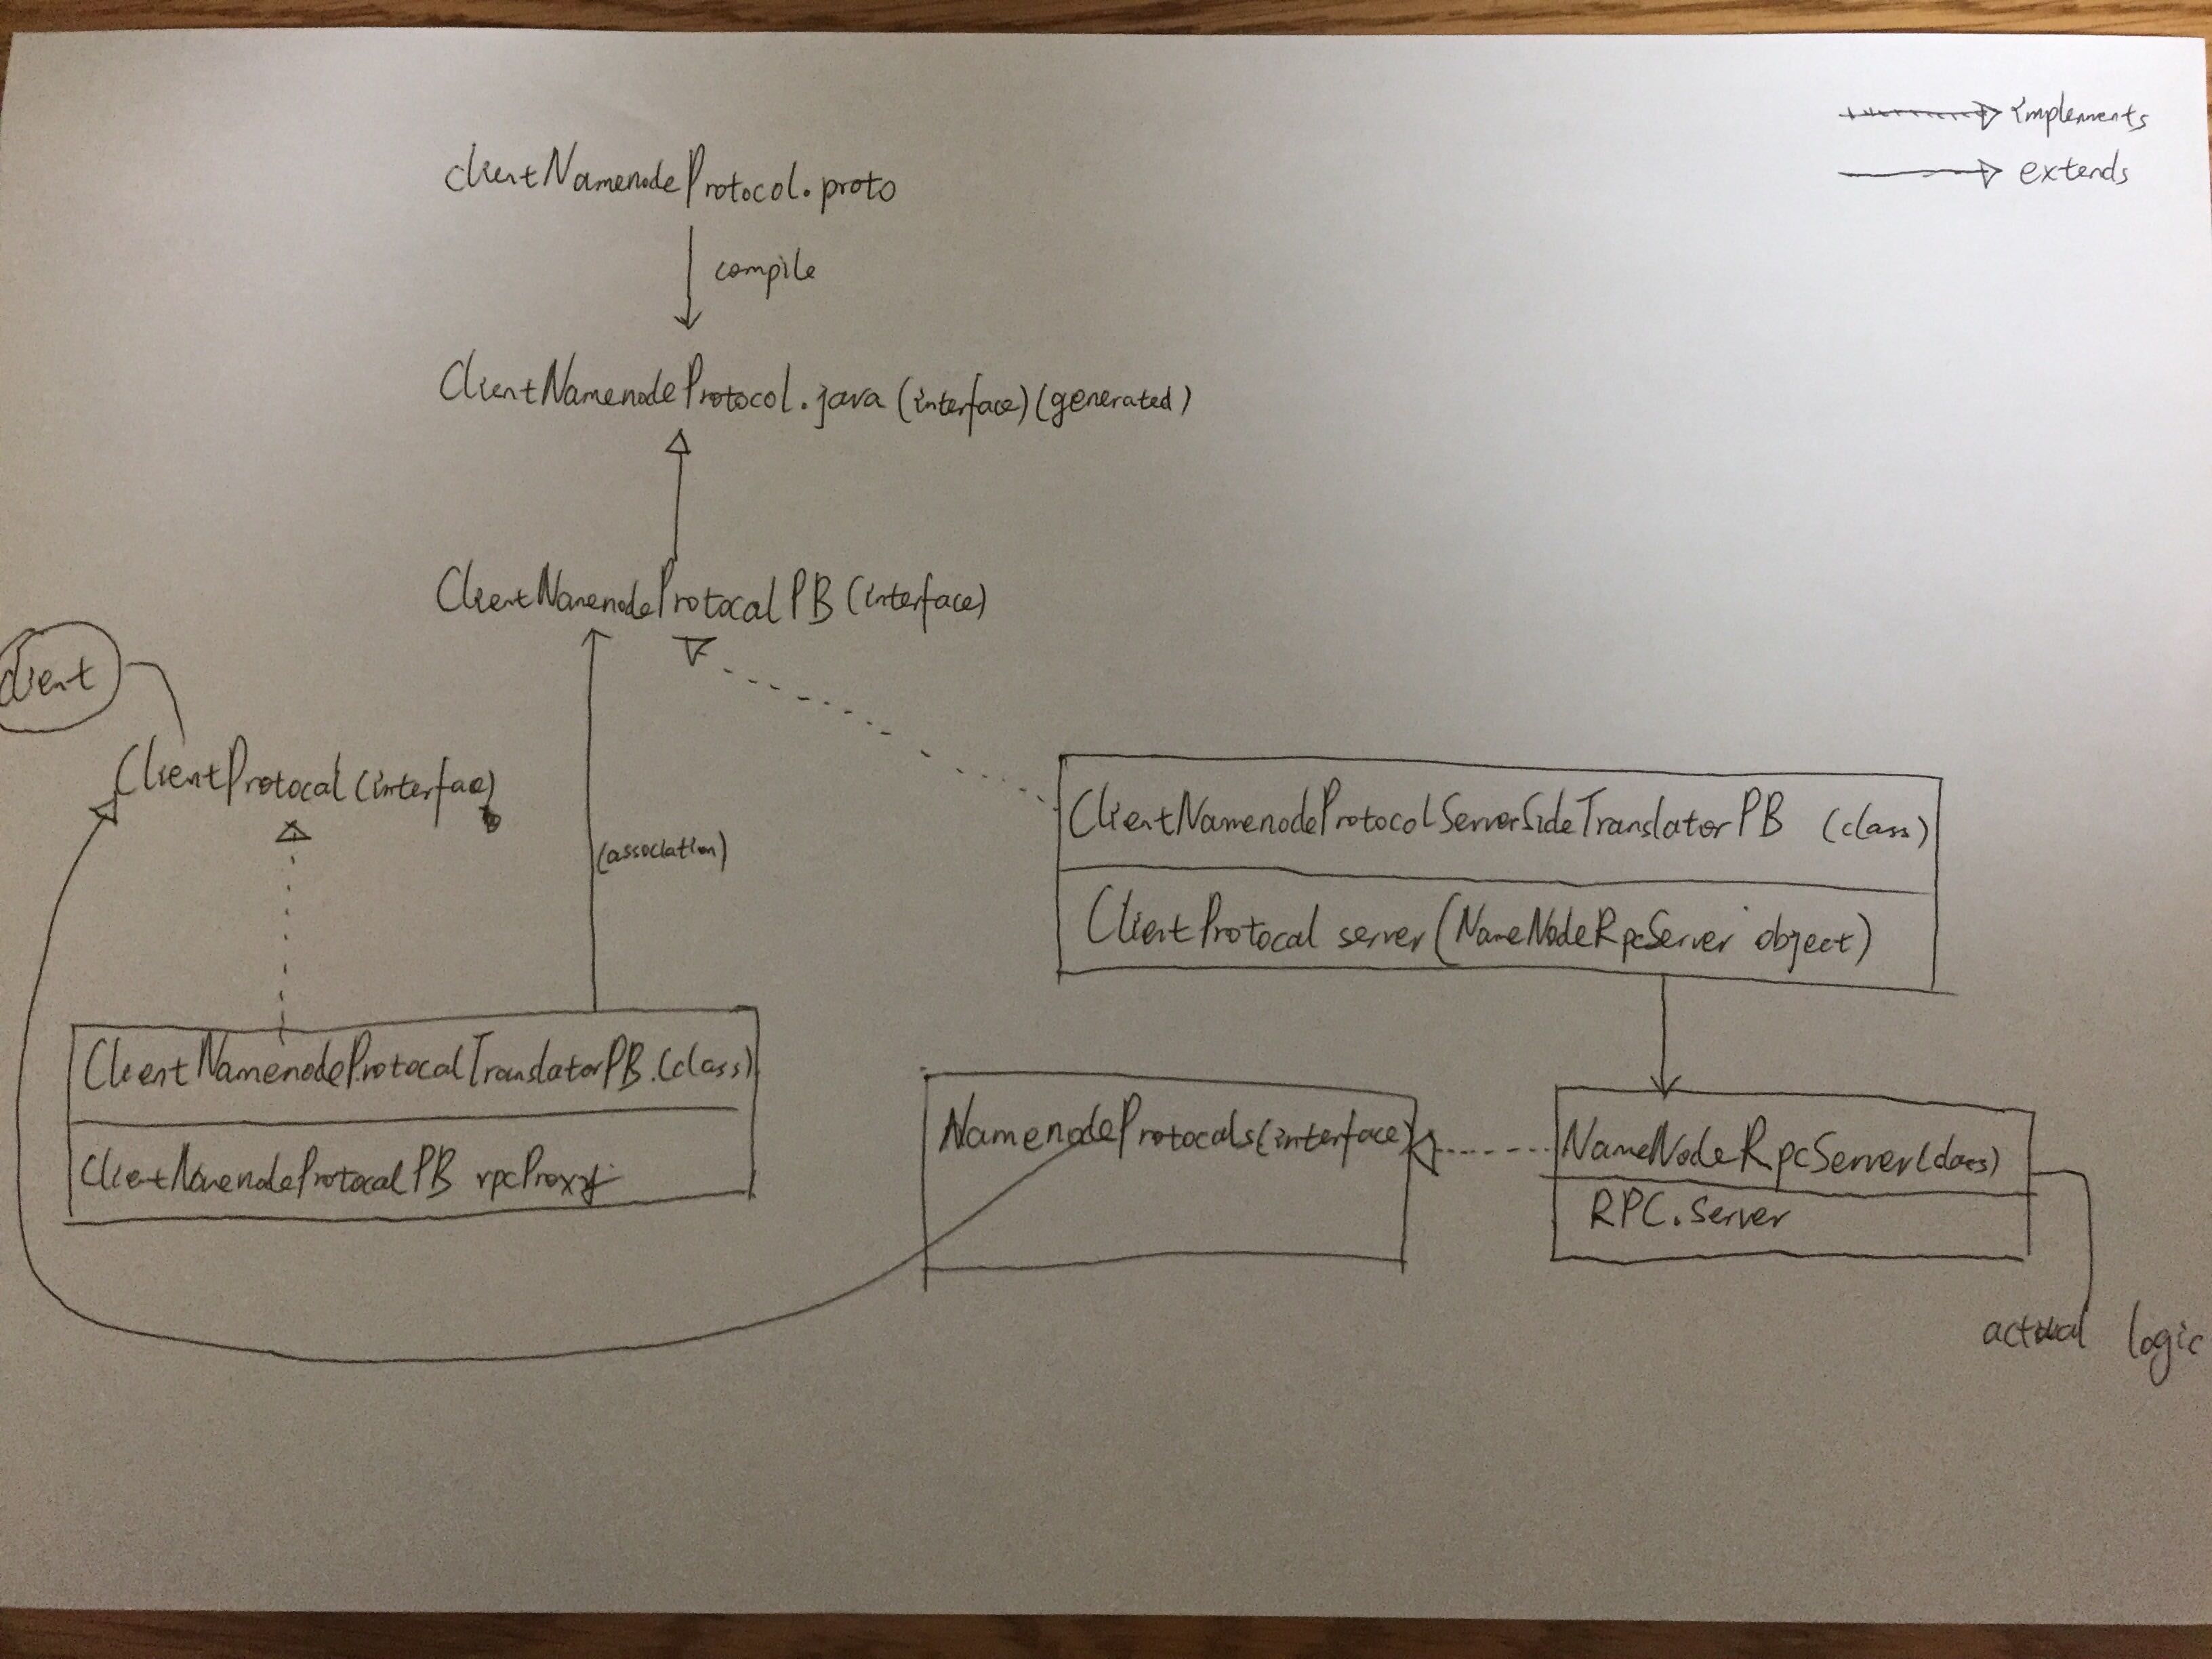 implements
extends
clientNamenodeProtocol.proto
compile
ClientNamenodeProtocol.java (interface) (generated)
ClientNamenodeProtocalPB (interface)
client
ClientProtocal (interfac)
(association)
ClientNamenodeProtocolServerSideTranslatorPB (class)
ClientProtocal server (NameNodeRpcServer object)
ClientNamenodeProtocalTranslatorPB.(class)
ClientNamenodeProtocalPB rpcProxy
NamenodeProtocals(interface)
NameNodeRpcServer(class)
RPC.Server
actual logic